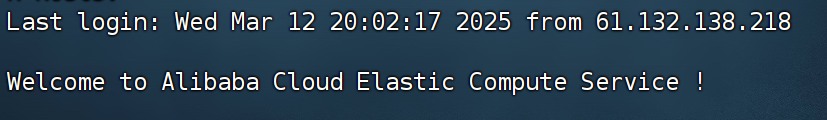 Last login: Wed Mar 12 20:02:17 2025 from 61.132.138.218
Welcome to Alibaba Cloud Elastic Compute Service !